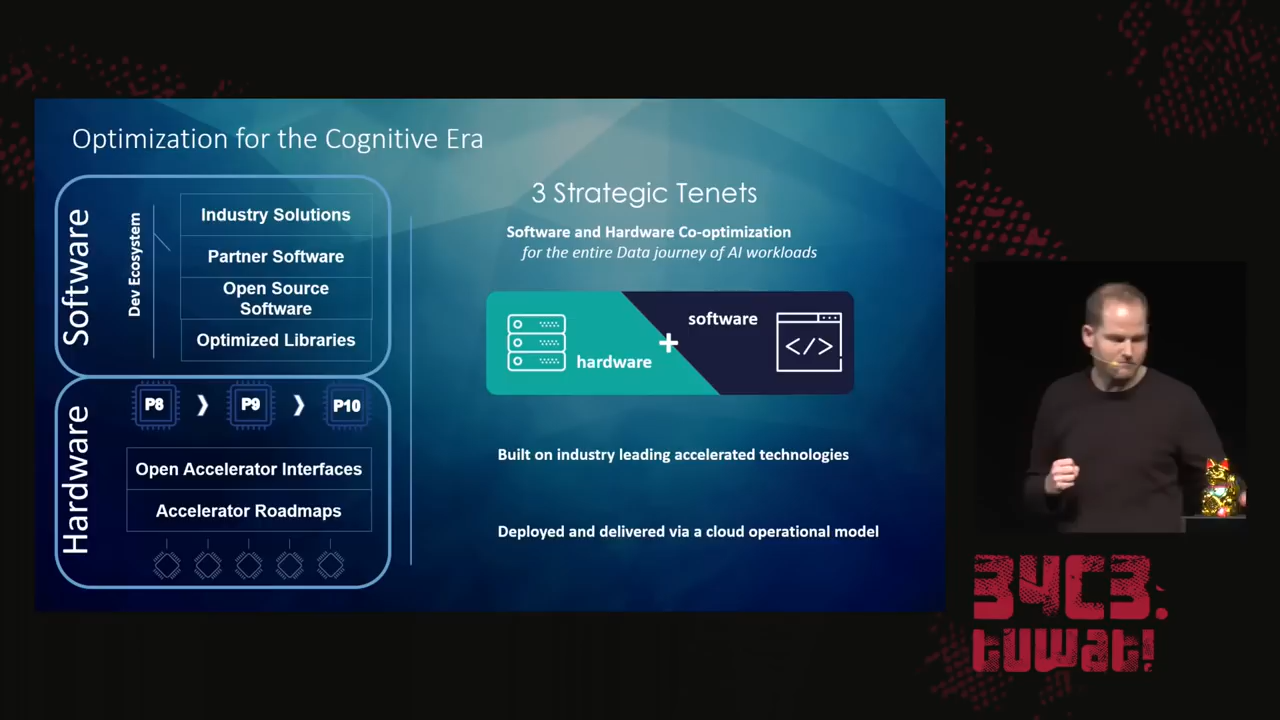 Optimization for the Cognitive Era
Software
Dev Ecosystem
Industry Solutions
Partner Software
Open Source
Software
Optimized Libraries
Hardware
P8 ❯ P9 ❯ P10
Open Accelerator Interfaces
Accelerator Roadmaps
3 Strategic Tenets
Software and Hardware Co-optimization
for the entire Data journey of AI workloads
hardware
+
software
</>
Built on industry leading accelerated technologies
Deployed and delivered via a cloud operational model
34C3.
tuwat!